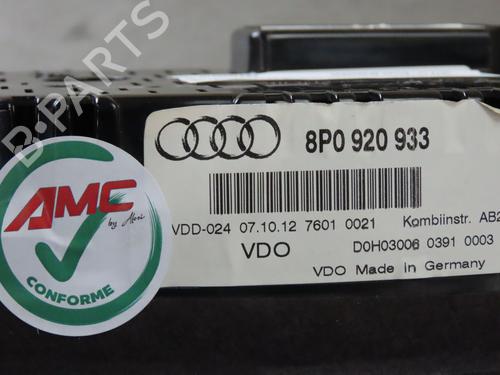 B-PARTS
8P0 920 933
VDD-024 07.10.12 7601 0021 Kombiinstr. AB2
VDO D0H03006 0391 0003
VDO Made in Germany
AMC
by Alexi
CONFORME